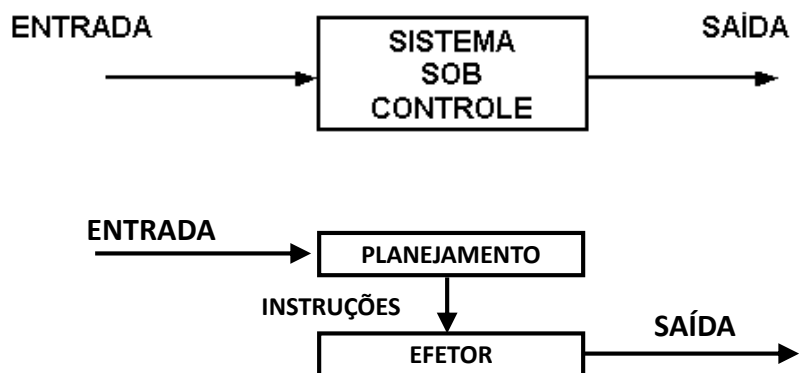 ENTRADA
SAÍDA
SISTEMA
SOB
CONTROLE
ENTRADA
PLANEJAMENTO
INSTRUÇÕES
SAÍDA
EFETOR